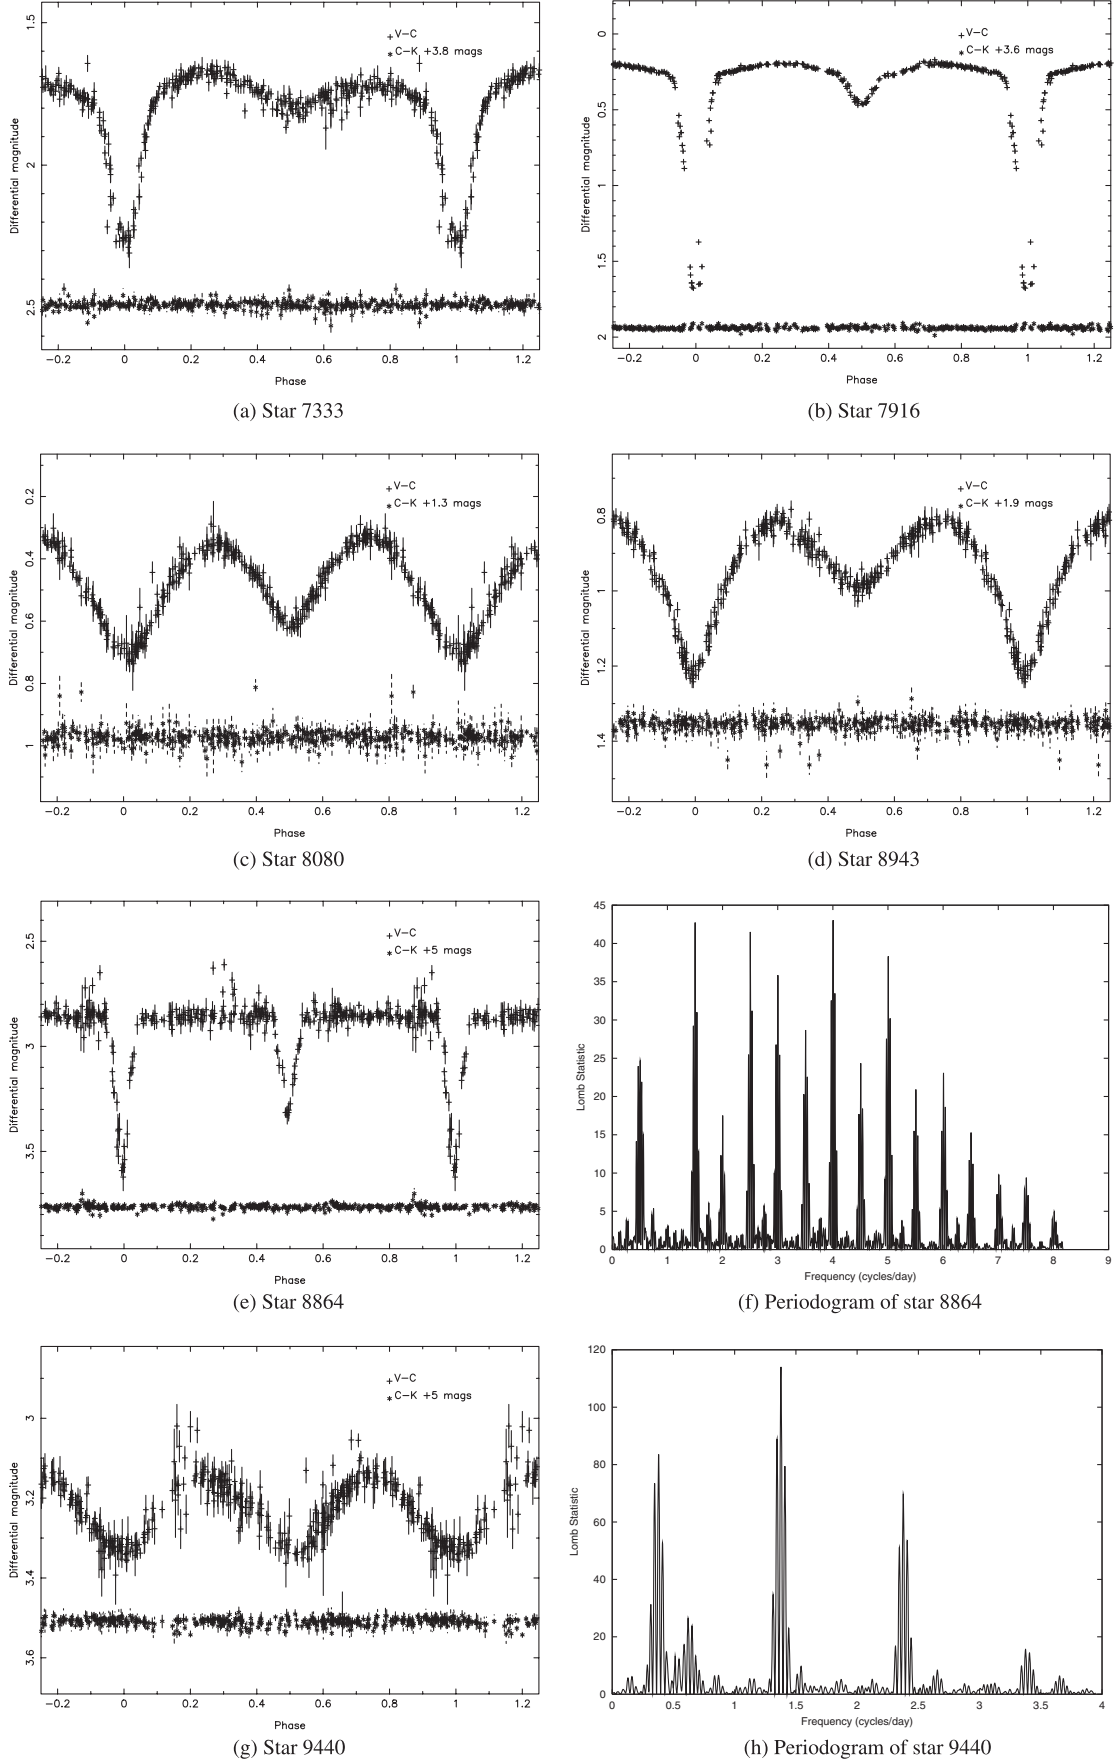 V-C
C-K +3.8 mags
Differential magnitude
1.5
2
2.5
-0.2 0 0.2 0.4 0.6 0.8 1 1.2
Phase
(a) Star 7333
V-C
C-K +3.6 mags
Differential magnitude
0
0.5
1
1.5
2
-0.2 0 0.2 0.4 0.6 0.8 1 1.2
Phase
(b) Star 7916
V-C
C-K +1.3 mags
Differential magnitude
0.2
0.4
0.6
0.8
1
-0.2 0 0.2 0.4 0.6 0.8 1 1.2
Phase
(c) Star 8080
V-C
C-K +1.9 mags
Differential magnitude
0.8
1
1.2
1.4
-0.2 0 0.2 0.4 0.6 0.8 1 1.2
Phase
(d) Star 8943
V-C
C-K +5 mags
Differential magnitude
2.5
3
3.5
-0.2 0 0.2 0.4 0.6 0.8 1 1.2
Phase
(e) Star 8864
45
40
35
30
25
20
15
10
5
0
Lomb Statistic
0 1 2 3 4 5 6 7 8 9
Frequency (cycles/day)
(f) Periodogram of star 8864
V-C
C-K +5 mags
Differential magnitude
3
3.2
3.4
3.6
-0.2 0 0.2 0.4 0.6 0.8 1 1.2
Phase
(g) Star 9440
120
100
80
60
40
20
0
Lomb Statistic
0 0.5 1 1.5 2 2.5 3 3.5 4
Frequency (cycles/day)
(h) Periodogram of star 9440